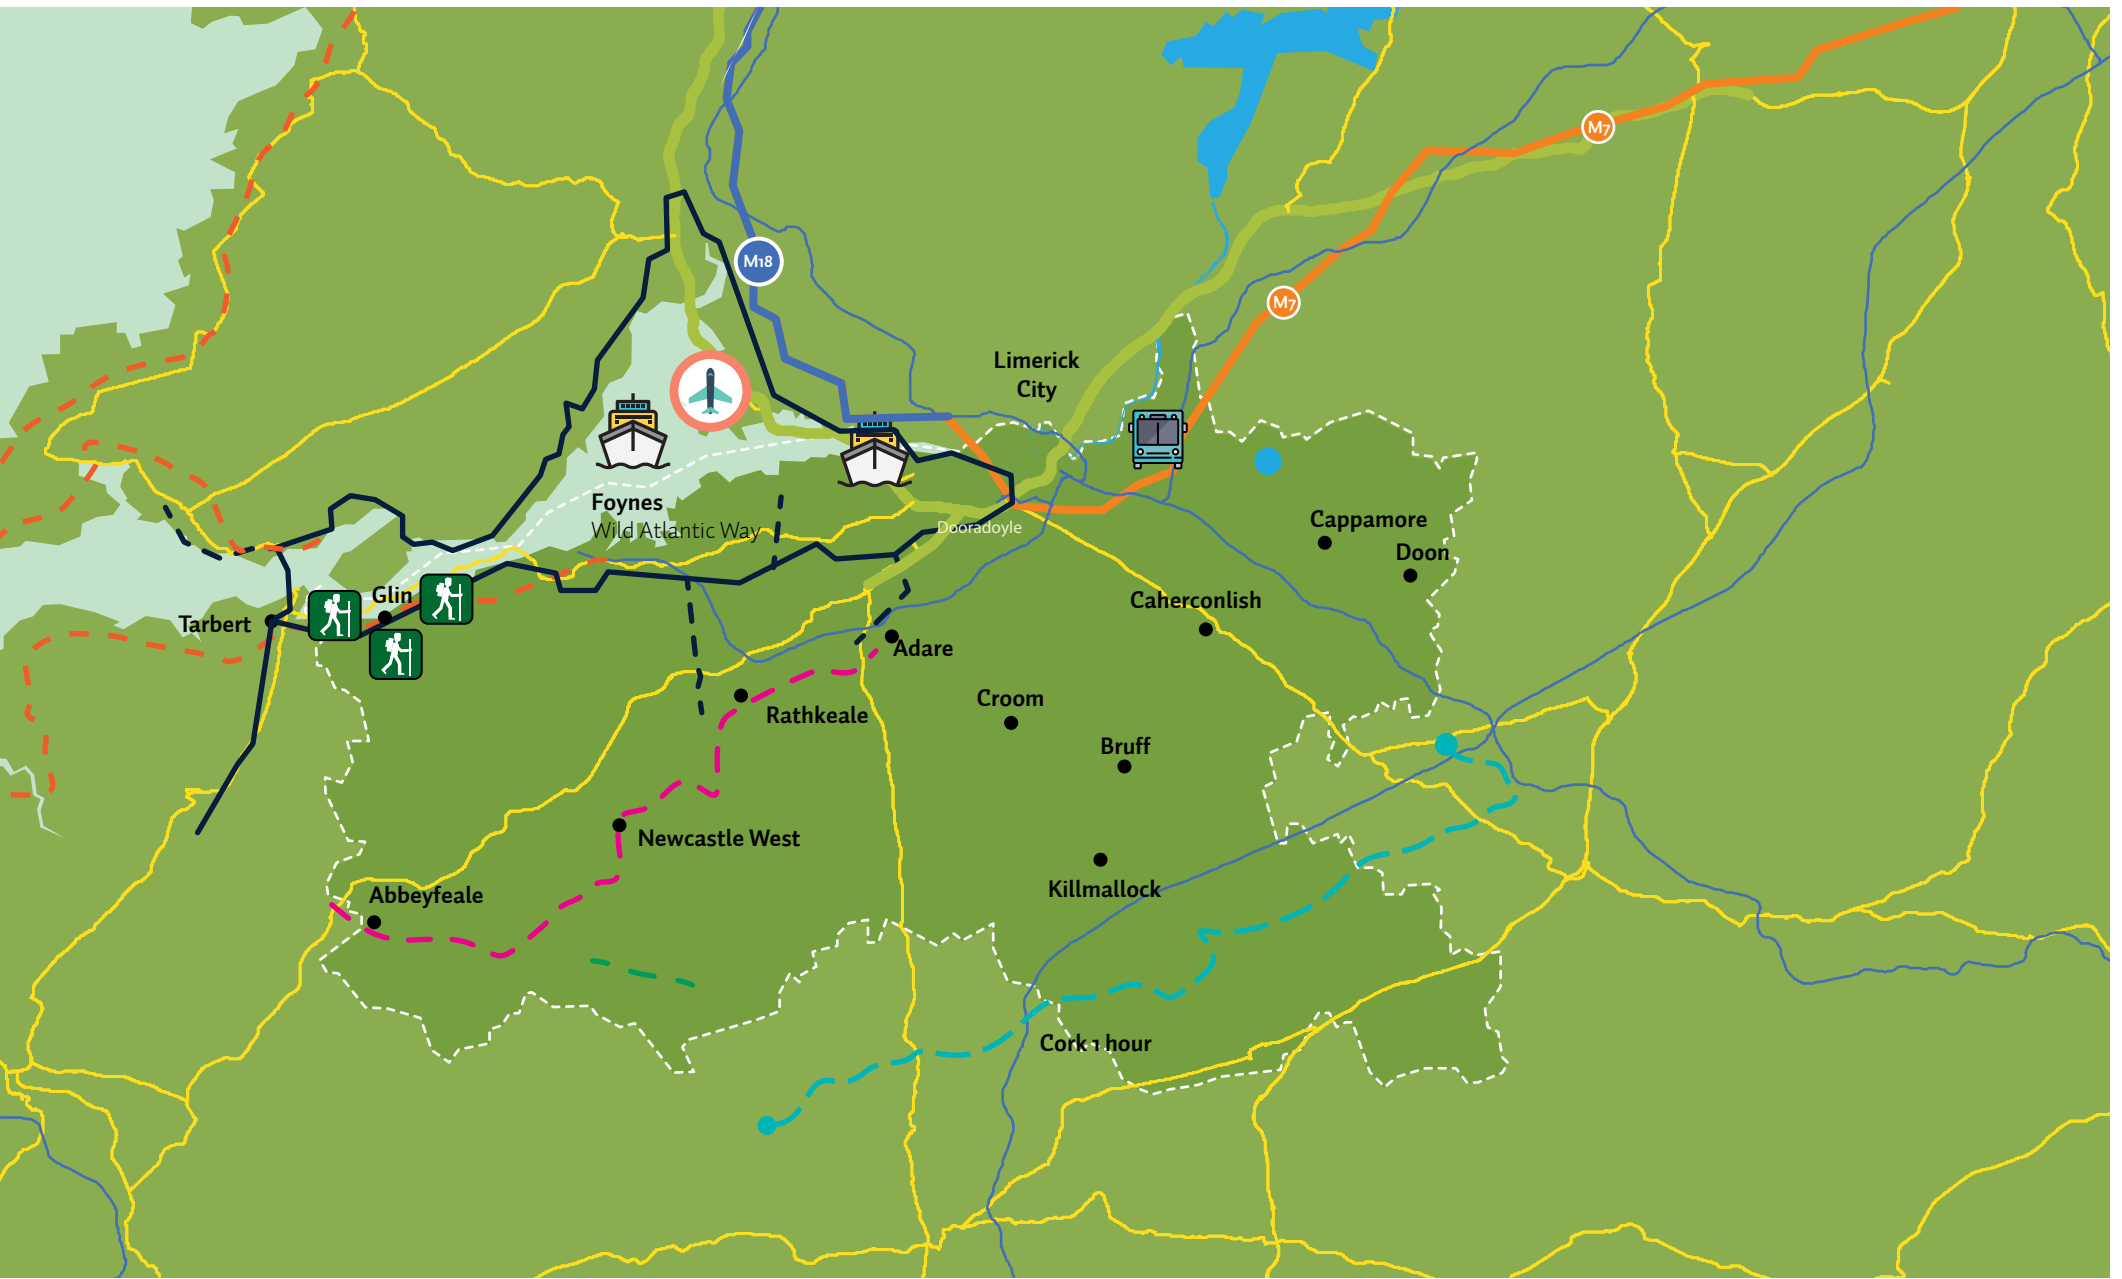 M7
M18
M7
Limerick
City
Foynes
Wild Atlantic Way
Dooradoyle
Cappamore
Doon
Glin
Caherconlish
Tarbert
Adare
Croom
Rathkeale
Bruff
Newcastle West
Killmallock
Abbeyfeale
Cork 1 hour